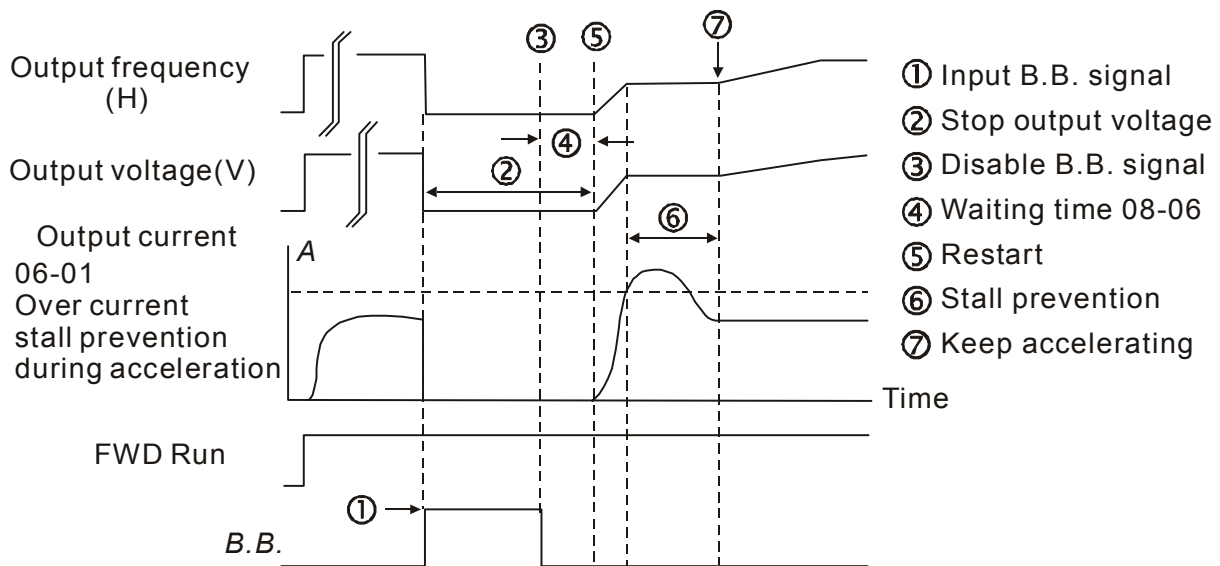 Output frequency
(H)
Output voltage(V)
Output current
06-01
Over current
stall prevention
during acceleration
A
③
⑤
⑦
④
②
⑥
Time
FWD Run
①
B.B.
① Input B.B. signal
② Stop output voltage
③ Disable B.B. signal
④ Waiting time 08-06
⑤ Restart
⑥ Stall prevention
⑦ Keep accelerating